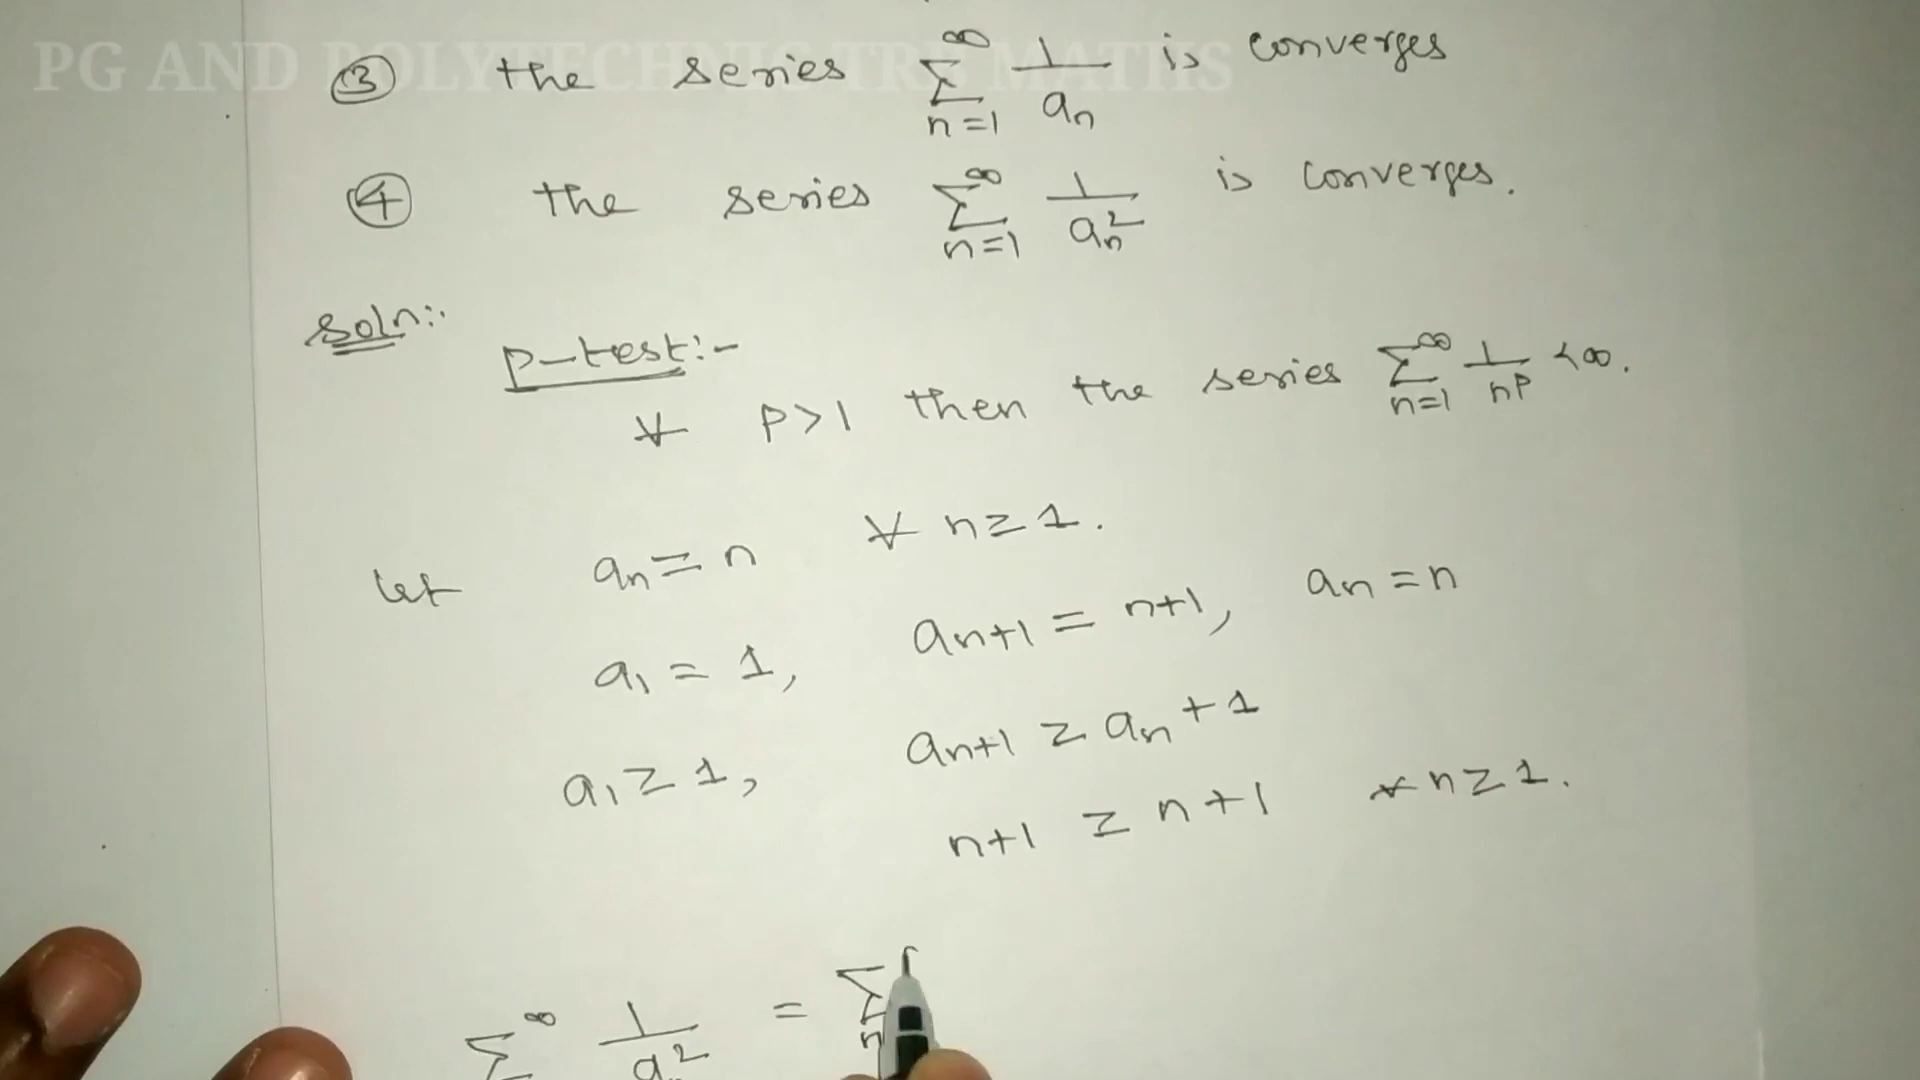 PG AND POLYTECHNIC TRB MATHS
③ the series ∑_{n=1}^{∞} 1/a_n is converges
④ the series ∑_{n=1}^{∞} 1/a_n^2 is converges.
Soln:.
P-test:-
∀ P>1 then the series ∑_{n=1}^{∞} 1/n^P <∞.
let a_n = n ∀ n≥1.
a_1 = 1, a_{n+1} = n+1, a_n = n
a_1 ≥ 1, a_{n+1} ≥ a_n + 1
n+1 ≥ n+1 ∀ n≥1.
∑^{∞} 1/a_n^2 = ∑_n